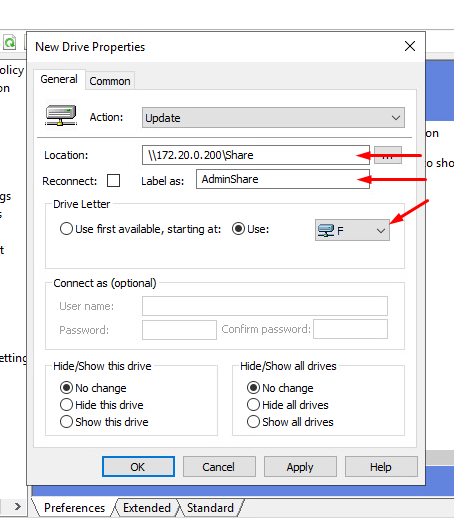 New Drive Properties
olicy
on
General Common
Action: Update
on
Location: \\172.20.0.200\Share ...
o sho
Reconnect: Label as: AdminShare
gs
s
Drive Letter
Use first available, starting at: Use: F
t
Connect as (optional)
User name:
Password: Confirm password:
etting
Hide/Show this drive Hide/Show all drives
No change No change
Hide this drive Hide all drives
Show this drive Show all drives
OK Cancel Apply Help
Preferences Extended Standard